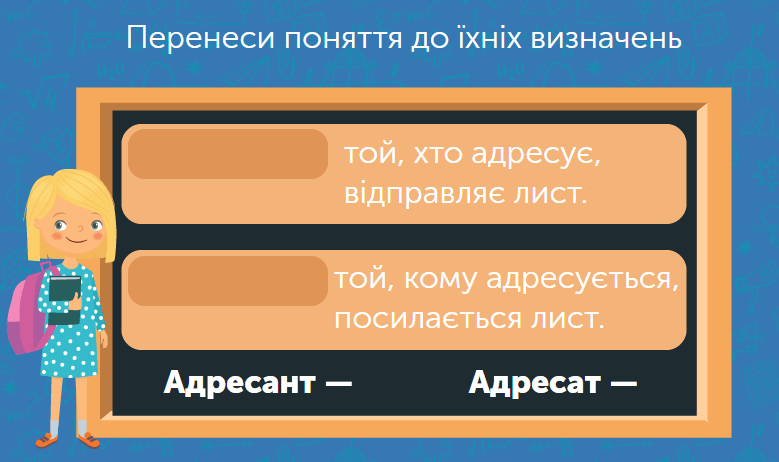 Перенеси поняття до їхніх визначень
той, хто адресує,
відправляє лист.
той, кому адресується,
посилається лист.
Адресант — Адресат —